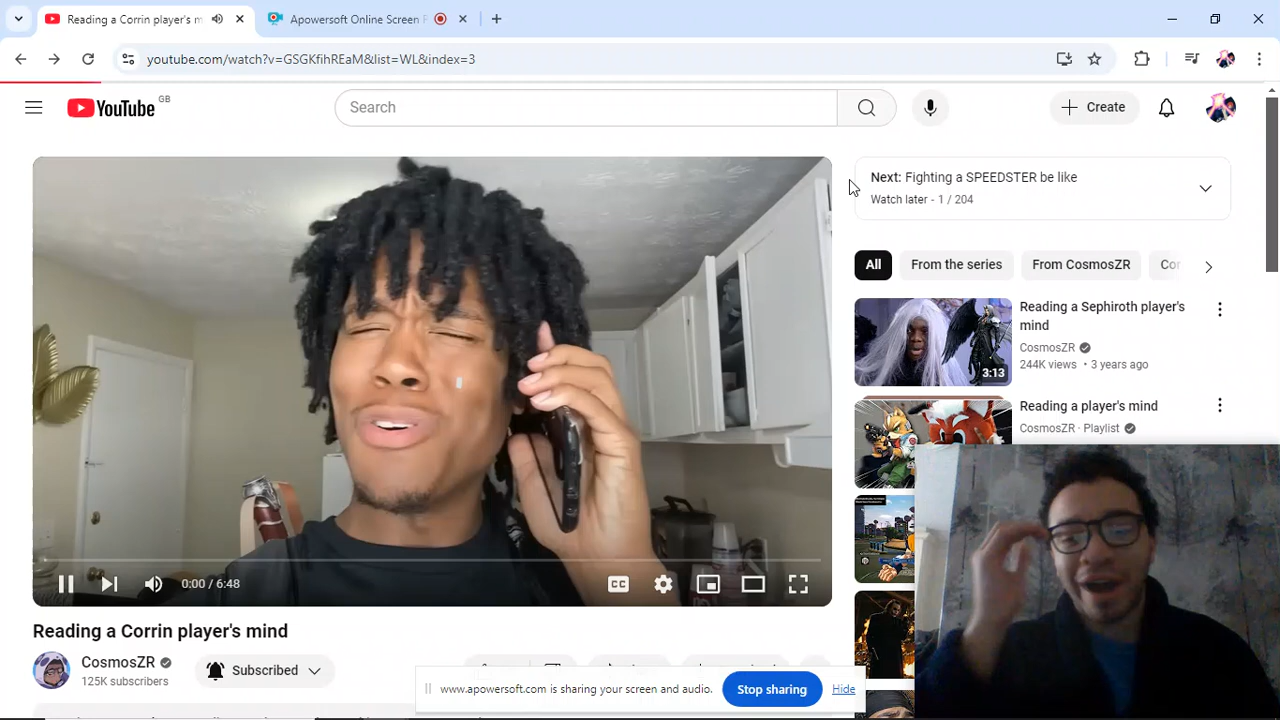 Reading a Corrin player's m
Apowersoft Online Screen R
youtube.com/watch?v=GSGKfihREaM&list=WL&index=3
YouTube
GB
Search
Create
Next: Fighting a SPEEDSTER be like
Watch later - 1 / 204
All
From the series
From CosmosZR
Cor
Reading a Sephiroth player's
mind
CosmosZR
244K views • 3 years ago
3:13
Reading a player's mind
CosmosZR · Playlist
0:00 / 6:48
CC
Reading a Corrin player's mind
CosmosZR
125K subscribers
Subscribed
www.apowersoft.com is sharing your screen and audio.
Stop sharing
Hide